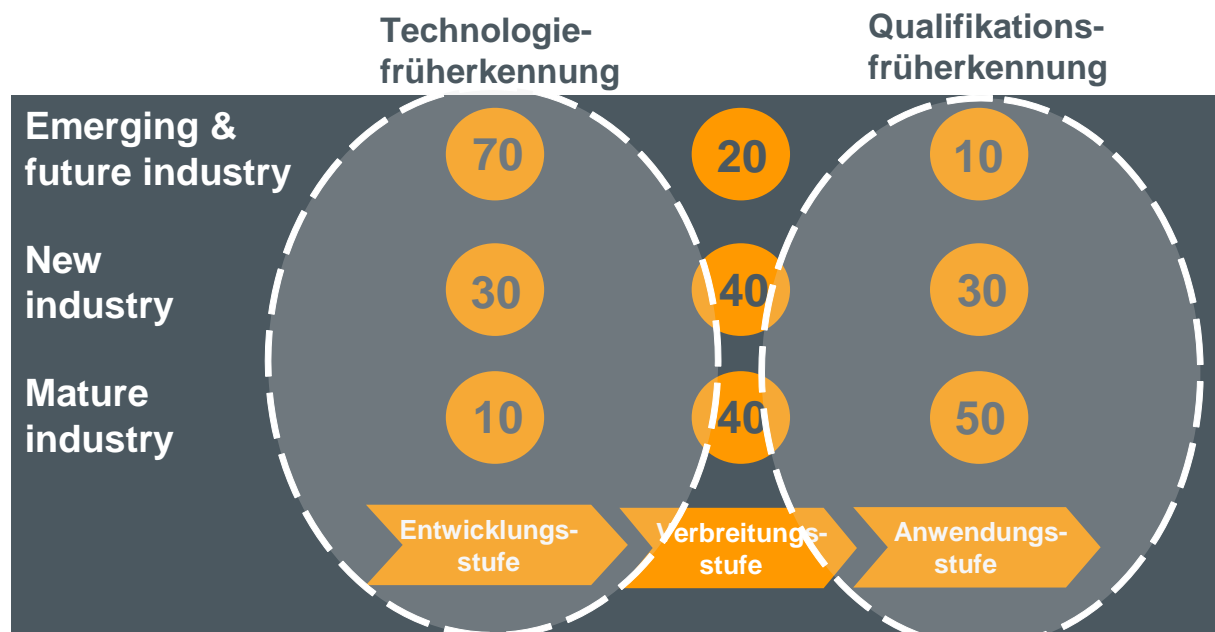 Technologie-
früherkennung
Qualifikations-
früherkennung
Emerging &
future industry
70
20
10
New
industry
30
40
30
Mature
industry
10
40
50
Entwicklungs-
stufe
Verbreitungs-
stufe
Anwendungs-
stufe